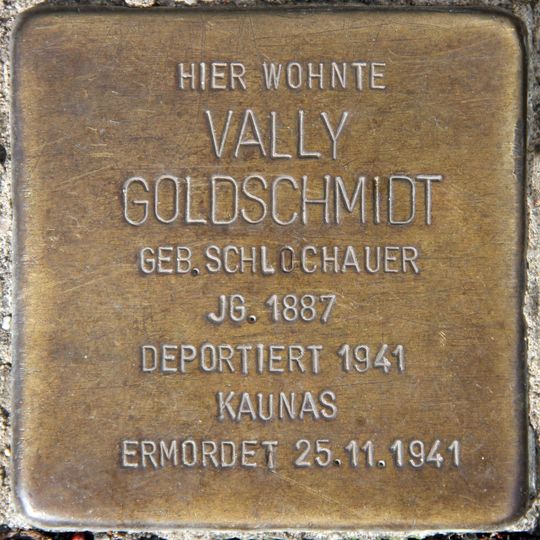 HIER WOHNTE
VALLY
GOLDSCHMIDT
GEB. SCHLOCHAUER
JG. 1887
DEPORTIERT 1941
KAUNAS
ERMORDET 25.11.1941